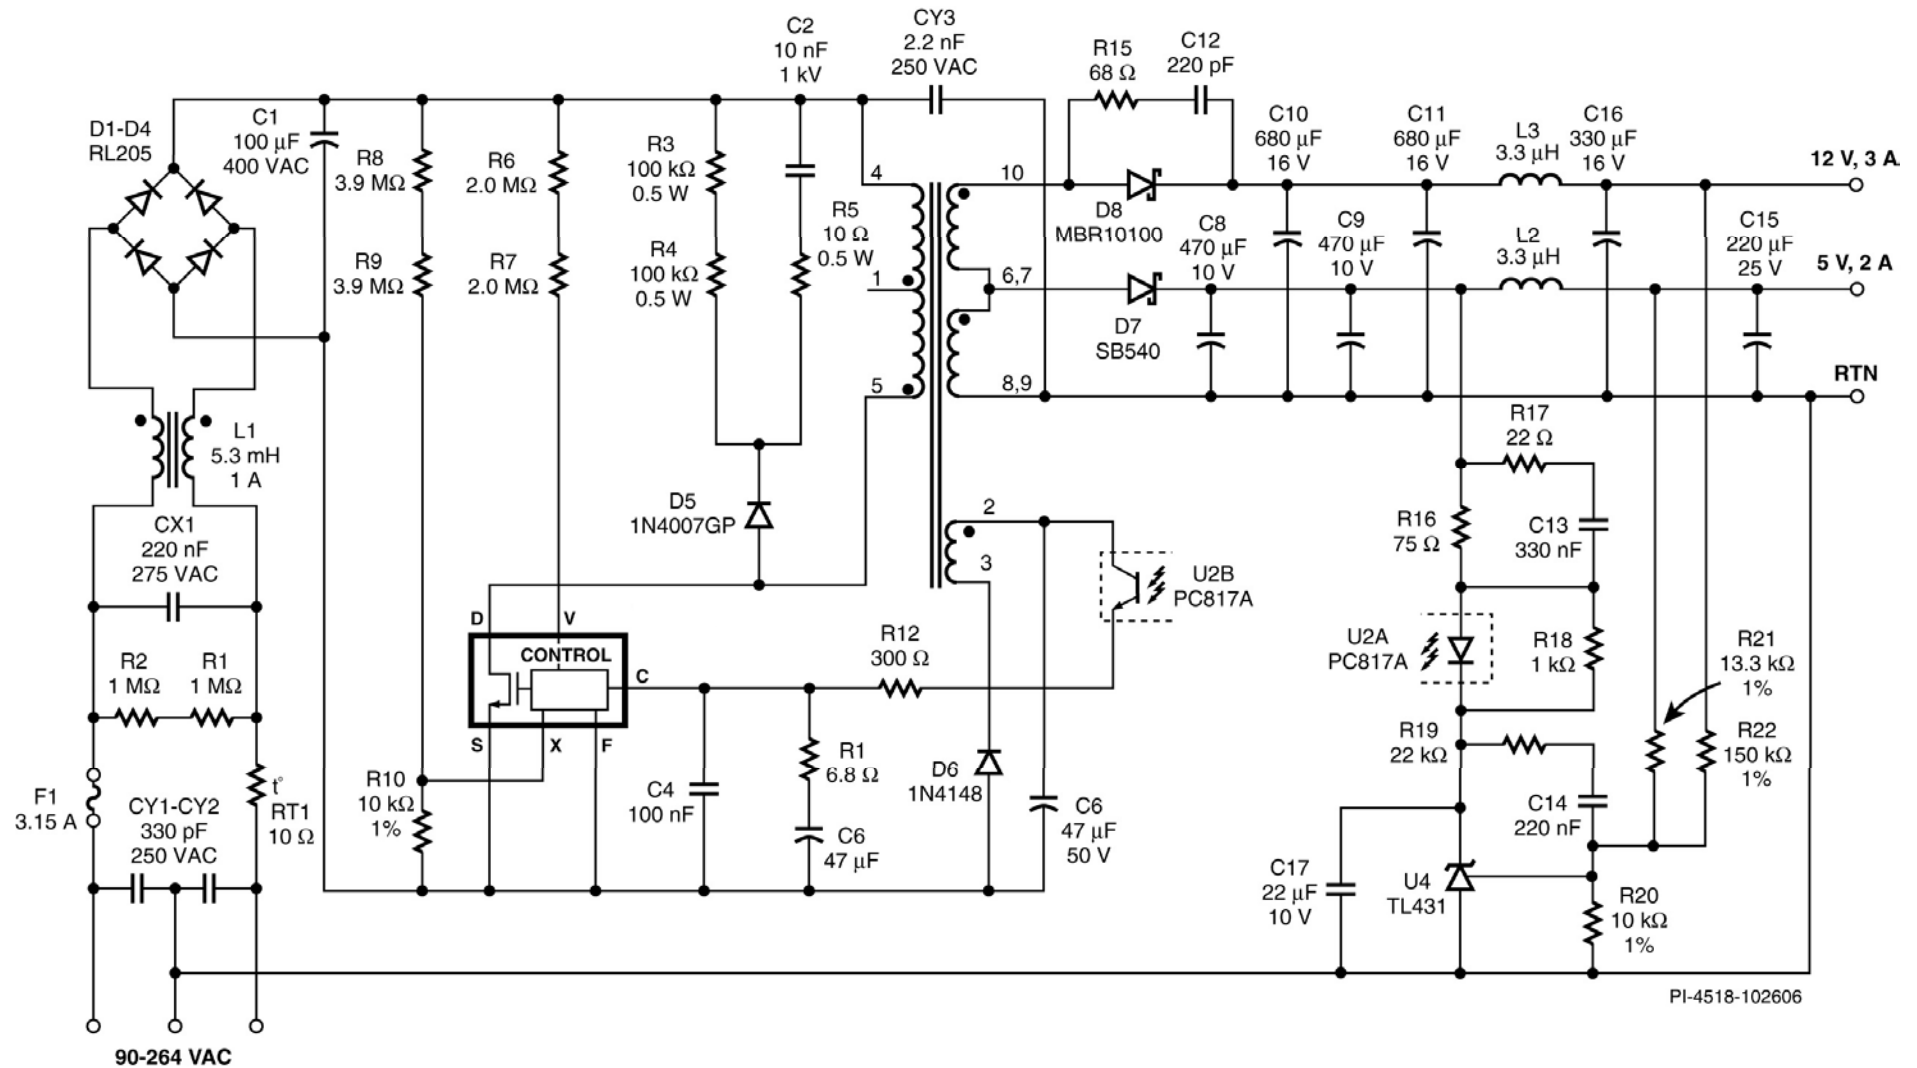 CY3
2.2 nF
250 VAC
C2
10 nF
1 kV
R15
68 Ω
C12
220 pF
D1-D4
RL205
C1
100 µF
400 VAC
R8
3.9 MΩ
R6
2.0 MΩ
R3
100 kΩ
0.5 W
4
10
C10
680 µF
16 V
C11
680 µF
16 V
L3
3.3 µH
C16
330 µF
16 V
12 V, 3 A
R5
10 Ω
0.5 W
D8
MBR10100
C8
470 µF
10 V
C9
470 µF
10 V
L2
3.3 µH
C15
220 µF
25 V
5 V, 2 A
R9
3.9 MΩ
R7
2.0 MΩ
R4
100 kΩ
0.5 W
1
6,7
D7
SB540
5
8,9
RTN
L1
5.3 mH
1 A
R17
22 Ω
CX1
220 nF
275 VAC
D5
1N4007GP
2
3
R16
75 Ω
C13
330 nF
U2B
PC817A
D
V
CONTROL
C
S
X
F
R12
300 Ω
U2A
PC817A
R18
1 kΩ
R21
13.3 kΩ
1%
R2
1 MΩ
R1
1 MΩ
R19
22 kΩ
R22
150 kΩ
1%
F1
3.15 A
t°
RT1
10 Ω
CY1-CY2
330 pF
250 VAC
R10
10 kΩ
1%
C4
100 nF
R1
6.8 Ω
C6
47 µF
D6
1N4148
C6
47 µF
50 V
C14
220 nF
C17
22 µF
10 V
U4
TL431
R20
10 kΩ
1%
PI-4518-102606
90-264 VAC